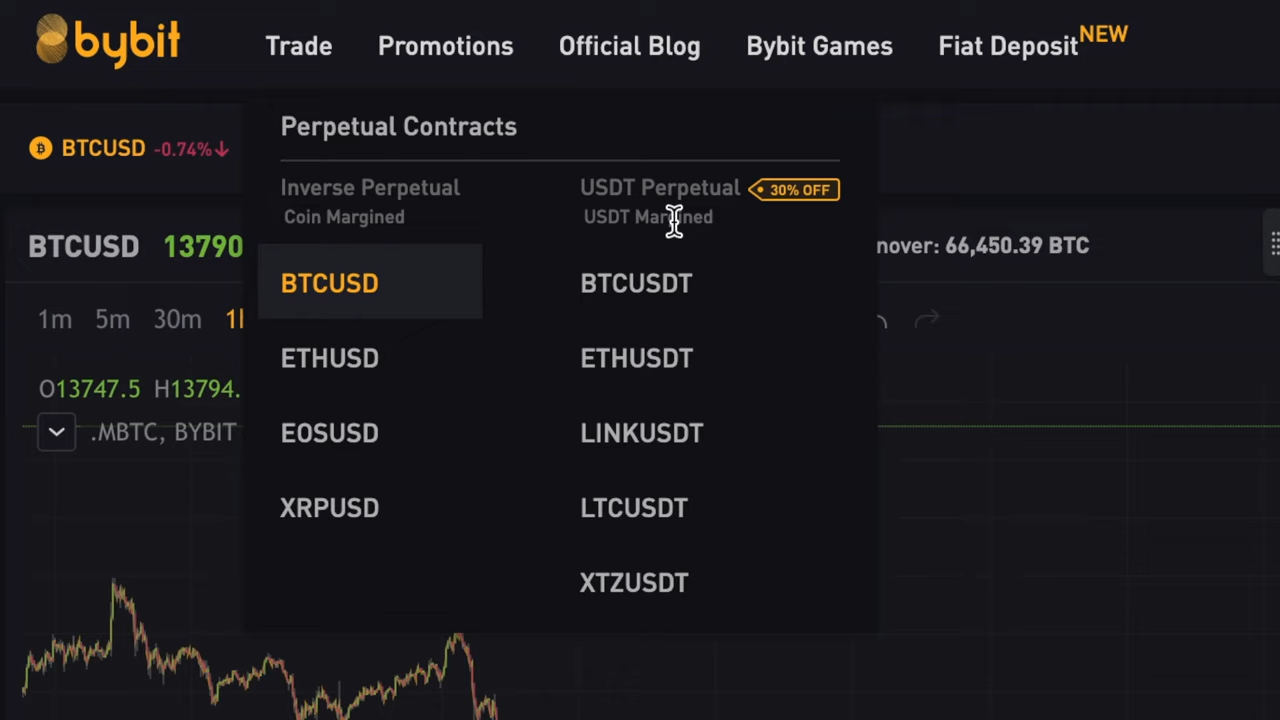 bybit
Trade Promotions Official Blog Bybit Games Fiat Deposit NEW
Perpetual Contracts
BTCUSD -0.74%↓
Inverse Perpetual USDT Perpetual 30% OFF
Coin Margined USDT Margined
BTCUSD 13790 nover: 66,450.39 BTC
BTCUSD BTCUSDT
1m 5m 30m 1
ETHUSD ETHUSDT
O13747.5 H13794.
.MBTC, BYBIT
EOSUSD LINKUSDT
XRPUSD LTCUSDT
XTZUSDT